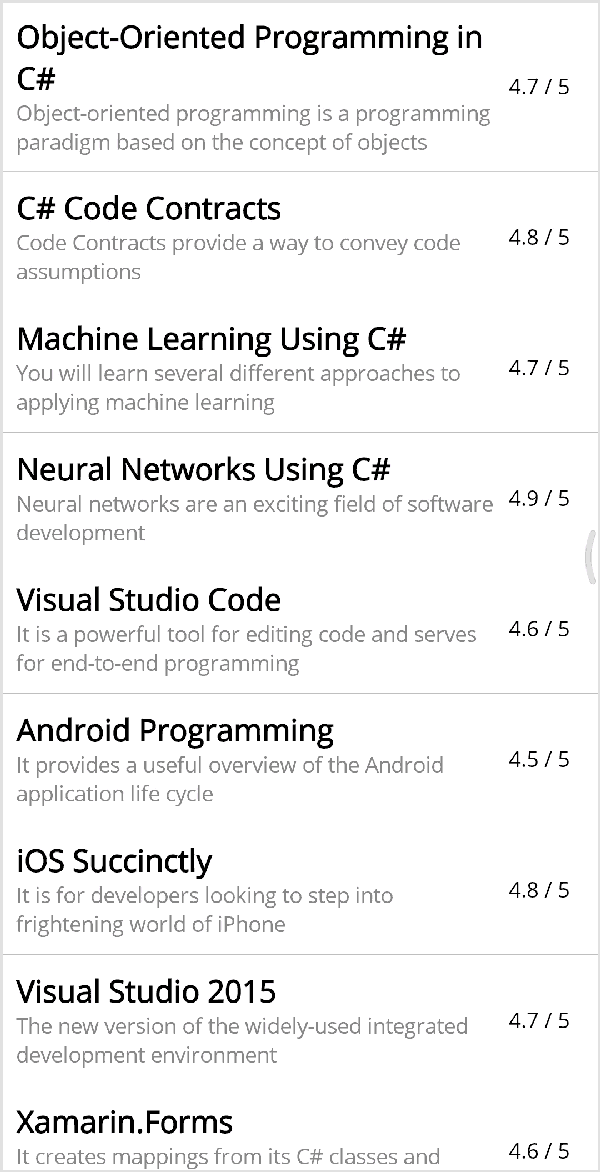 Object-Oriented Programming in
C#
4.7 / 5
Object-oriented programming is a programming
paradigm based on the concept of objects
C# Code Contracts
4.8 / 5
Code Contracts provide a way to convey code
assumptions
Machine Learning Using C#
4.7 / 5
You will learn several different approaches to
applying machine learning
Neural Networks Using C#
4.9 / 5
Neural networks are an exciting field of software
development
Visual Studio Code
4.6 / 5
It is a powerful tool for editing code and serves
for end-to-end programming
Android Programming
4.5 / 5
It provides a useful overview of the Android
application life cycle
iOS Succinctly
4.8 / 5
It is for developers looking to step into
frightening world of iPhone
Visual Studio 2015
4.7 / 5
The new version of the widely-used integrated
development environment
Xamarin.Forms
4.6 / 5
It creates mappings from its C# classes and